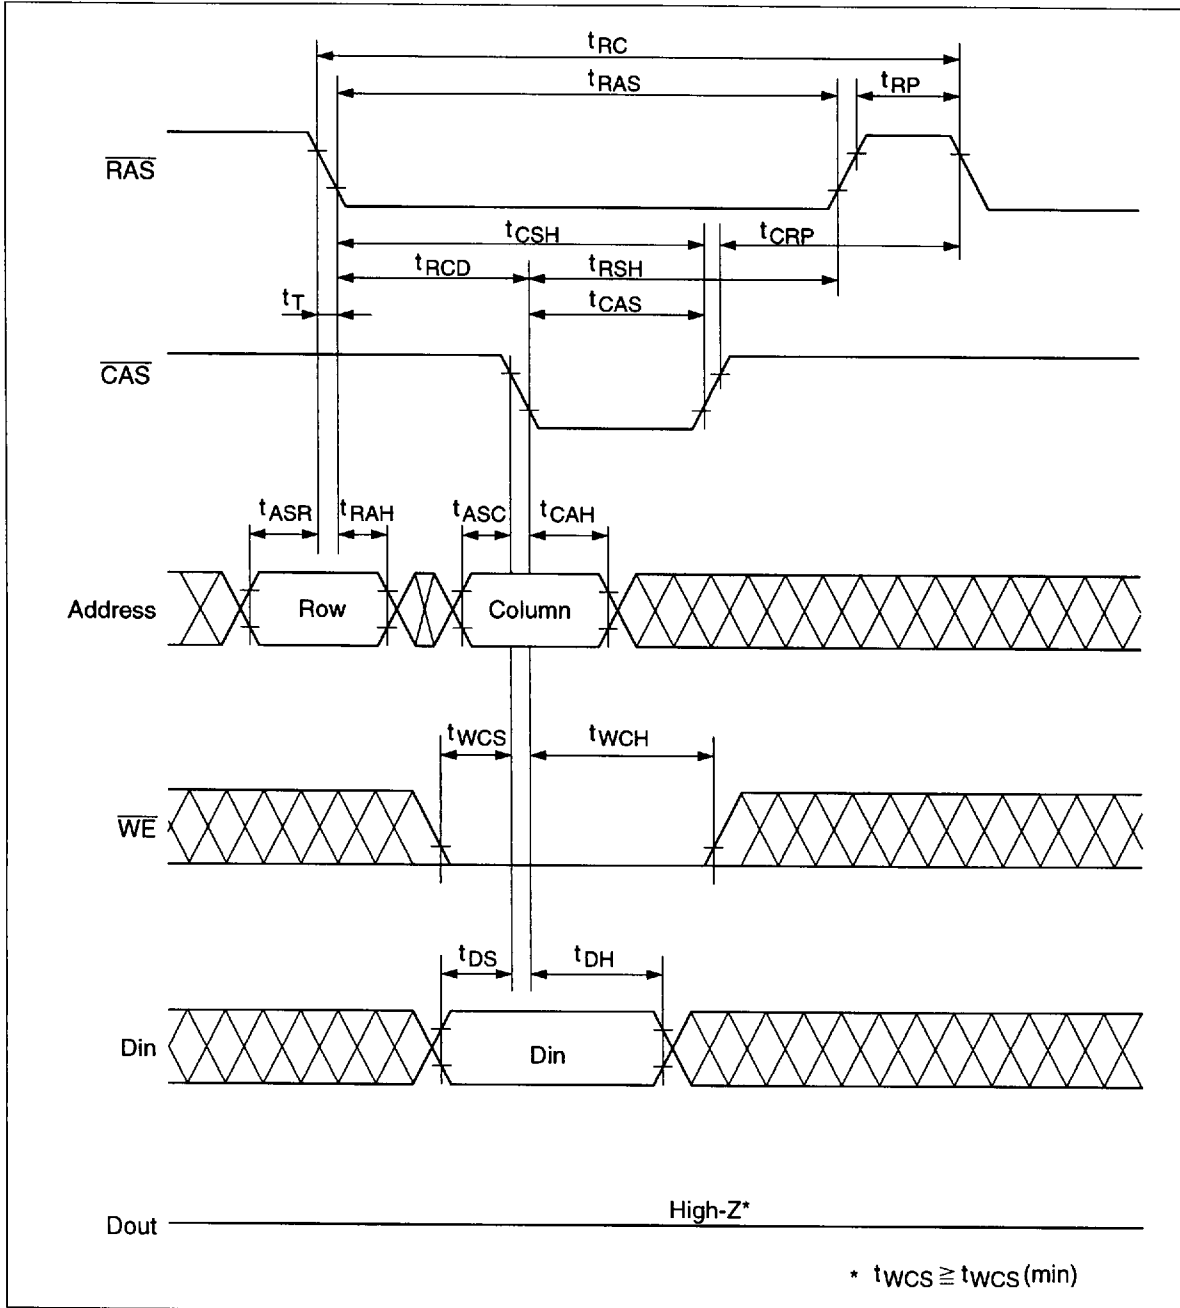 tRC
tRAS
tRP
RAS
tCSH
tCRP
tRCD
tRSH
tT
tCAS
CAS
tASR
tRAH
tASC
tCAH
Address
Row
Column
tWCS
tWCH
WE
tDS
tDH
Din
Din
High-Z*
Dout
* tWCS ≧ tWCS (min)